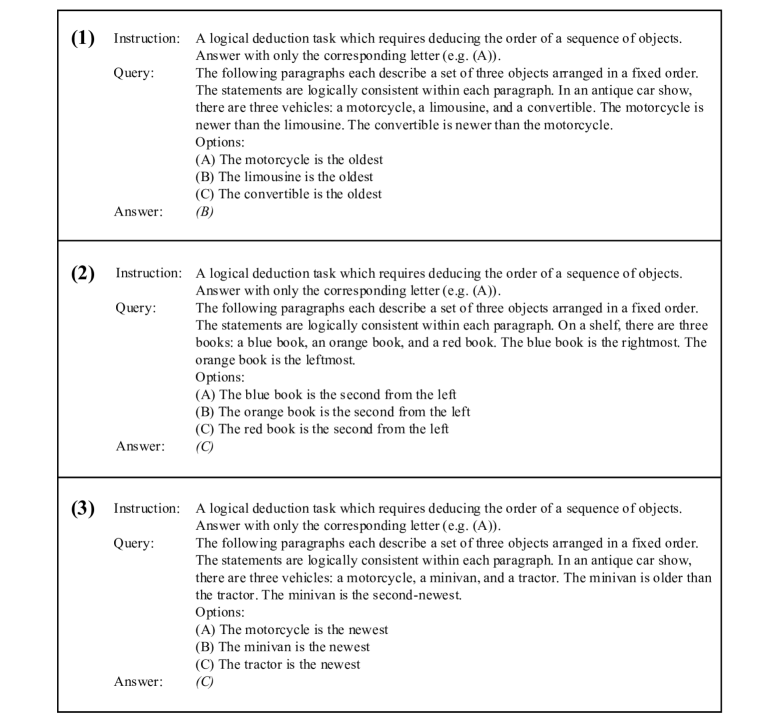 (1) Instruction: A logical deduction task which requires deducing the order of a sequence of objects.
Answer with only the corresponding letter (e.g. (A)).
Query: The following paragraphs each describe a set of three objects arranged in a fixed order.
The statements are logically consistent within each paragraph. In an antique car show,
there are three vehicles: a motorcycle, a limousine, and a convertible. The motorcycle is
newer than the limousine. The convertible is newer than the motorcycle.
Options:
(A) The motorcycle is the oldest
(B) The limousine is the oldest
(C) The convertible is the oldest
Answer: (B)
(2) Instruction: A logical deduction task which requires deducing the order of a sequence of objects.
Answer with only the corresponding letter (e.g. (A)).
Query: The following paragraphs each describe a set of three objects arranged in a fixed order.
The statements are logically consistent within each paragraph. On a shelf, there are three
books: a blue book, an orange book, and a red book. The blue book is the rightmost. The
orange book is the leftmost.
Options:
(A) The blue book is the second from the left
(B) The orange book is the second from the left
(C) The red book is the second from the left
Answer: (C)
(3) Instruction: A logical deduction task which requires deducing the order of a sequence of objects.
Answer with only the corresponding letter (e.g. (A)).
Query: The following paragraphs each describe a set of three objects arranged in a fixed order.
The statements are logically consistent within each paragraph. In an antique car show,
there are three vehicles: a motorcycle, a minivan, and a tractor. The minivan is older than
the tractor. The minivan is the second-newest.
Options:
(A) The motorcycle is the newest
(B) The minivan is the newest
(C) The tractor is the newest
Answer: (C)